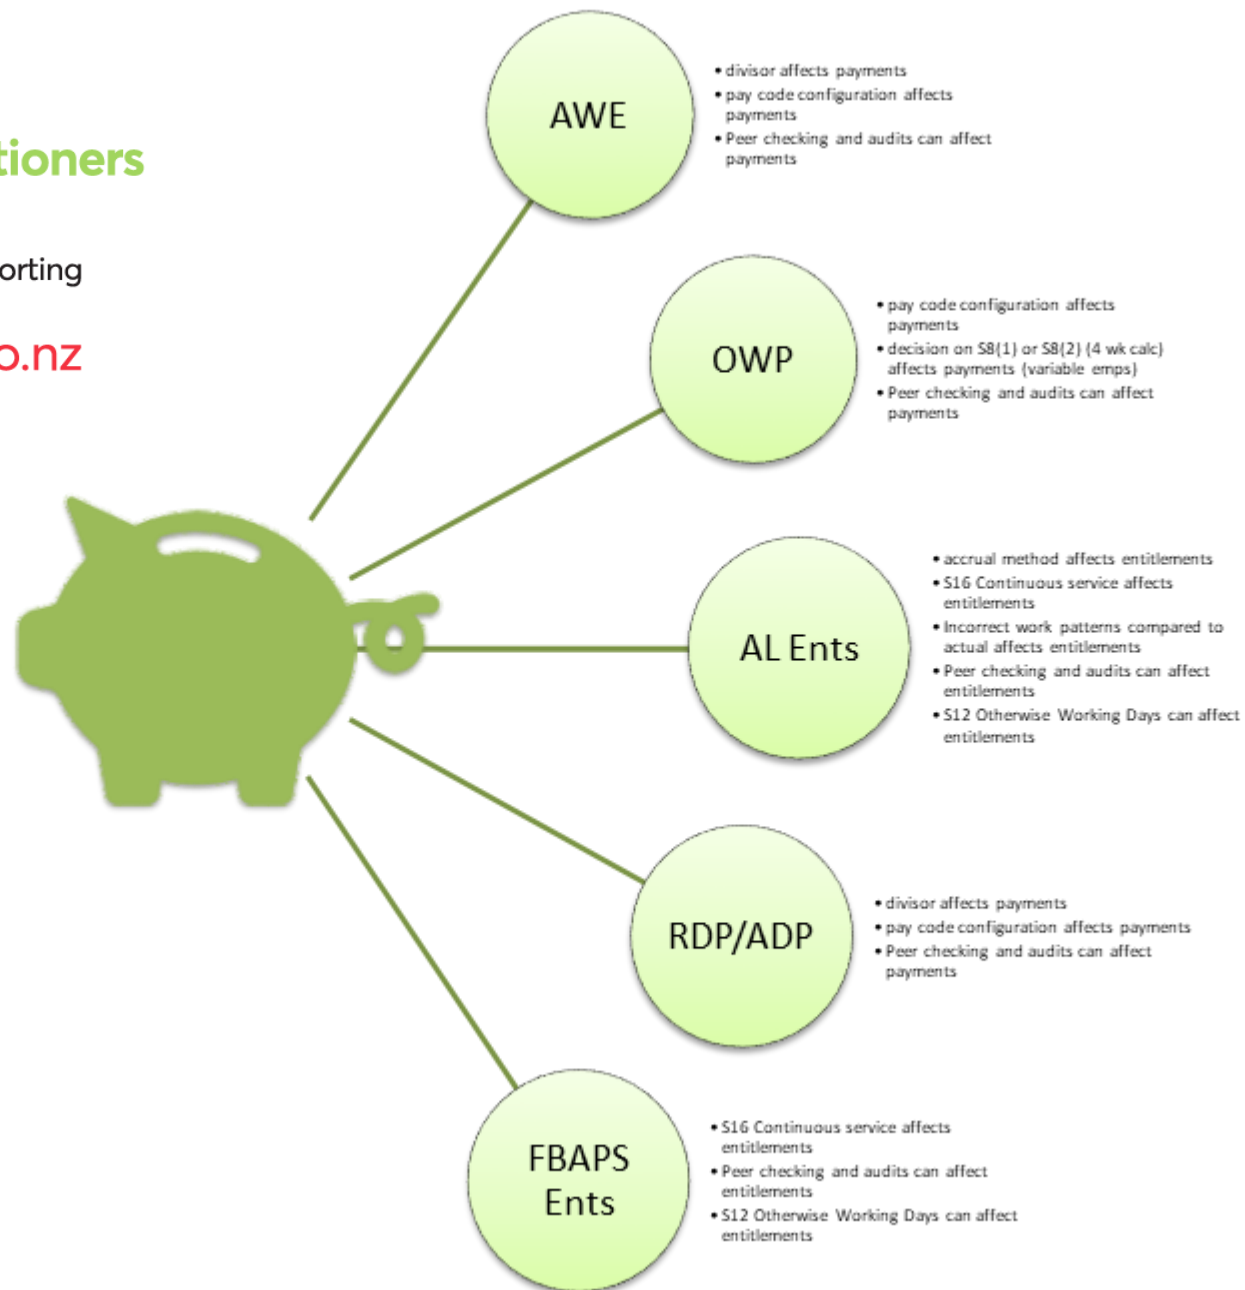 AWE
• divisor affects payments
• pay code configuration affects
payments
• Peer checking and audits can affect
payments
tioners
orting
o.nz
OWP
• pay code configuration affects
payments
• decision on S8(1) or S8(2) (4 wk calc)
affects payments (variable emps)
• Peer checking and audits can affect
payments
AL Ents
• accrual method affects entitlements
• S16 Continuous service affects
entitlements
• Incorrect work patterns compared to
actual affects entitlements
• Peer checking and audits can affect
entitlements
• S12 Otherwise Working Days can affect
entitlements
RDP/ADP
• divisor affects payments
• pay code configuration affects payments
• Peer checking and audits can affect
payments
FBAPS
Ents
• S16 Continuous service affects
entitlements
• Peer checking and audits can affect
entitlements
• S12 Otherwise Working Days can affect
entitlements